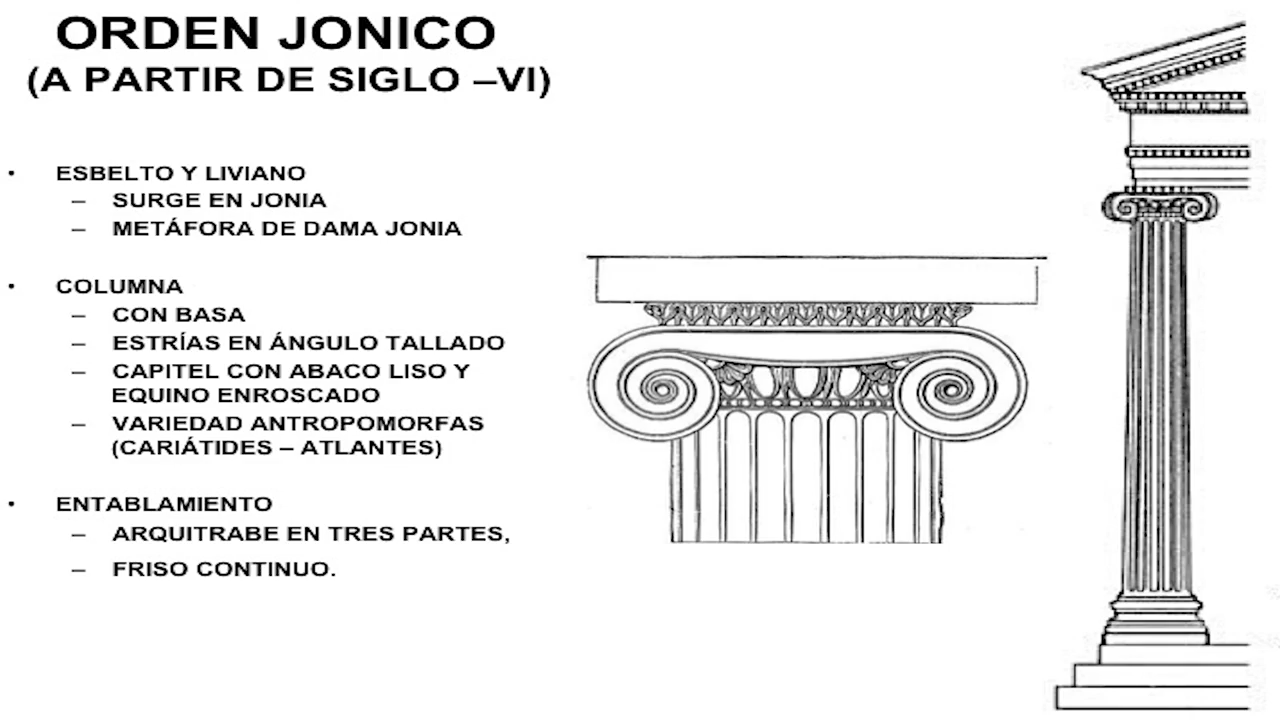 ORDEN JONICO
(A PARTIR DE SIGLO –VI)
• ESBELTO Y LIVIANO
– SURGE EN JONIA
– METÁFORA DE DAMA JONIA
• COLUMNA
– CON BASA
– ESTRÍAS EN ÁNGULO TALLADO
– CAPITEL CON ABACO LISO Y
EQUINO ENROSCADO
– VARIEDAD ANTROPOMORFAS
(CARIÁTIDES – ATLANTES)
• ENTABLAMIENTO
– ARQUITRABE EN TRES PARTES,
– FRISO CONTINUO.